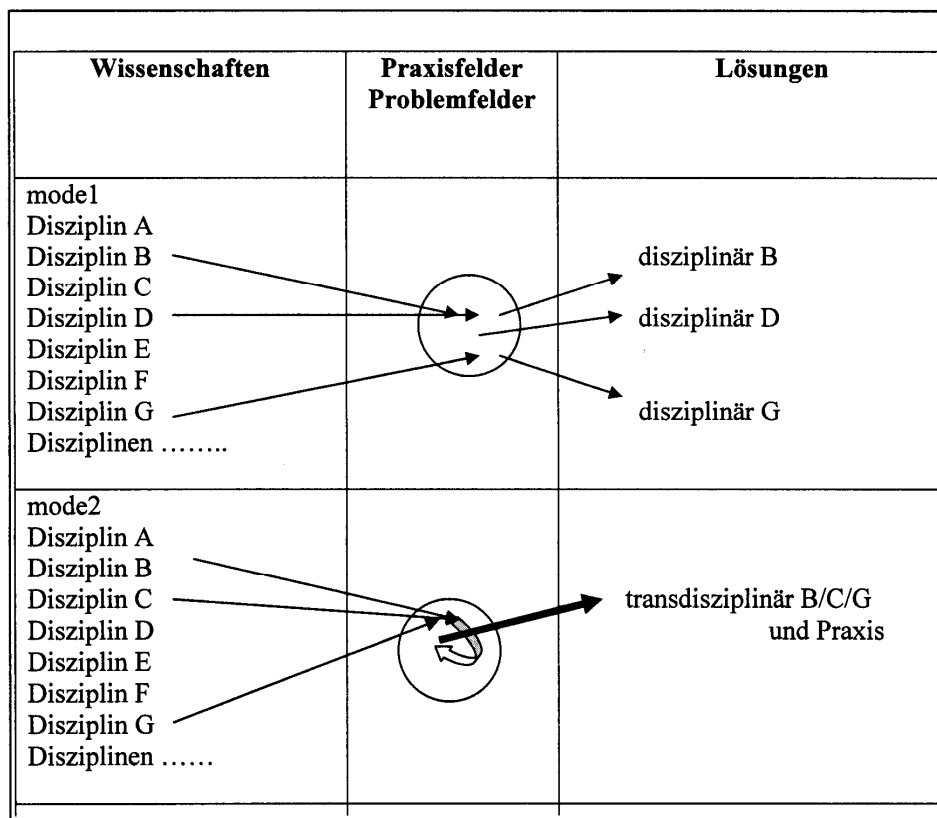 Wissenschaften
Praxisfelder
Problemfelder
Lösungen
mode1
Disziplin A
Disziplin B
Disziplin C
Disziplin D
Disziplin E
Disziplin F
Disziplin G
Disziplinen ........
disziplinär B
disziplinär D
disziplinär G
mode2
Disziplin A
Disziplin B
Disziplin C
Disziplin D
Disziplin E
Disziplin F
Disziplin G
Disziplinen ......
transdisziplinär B/C/G
und Praxis